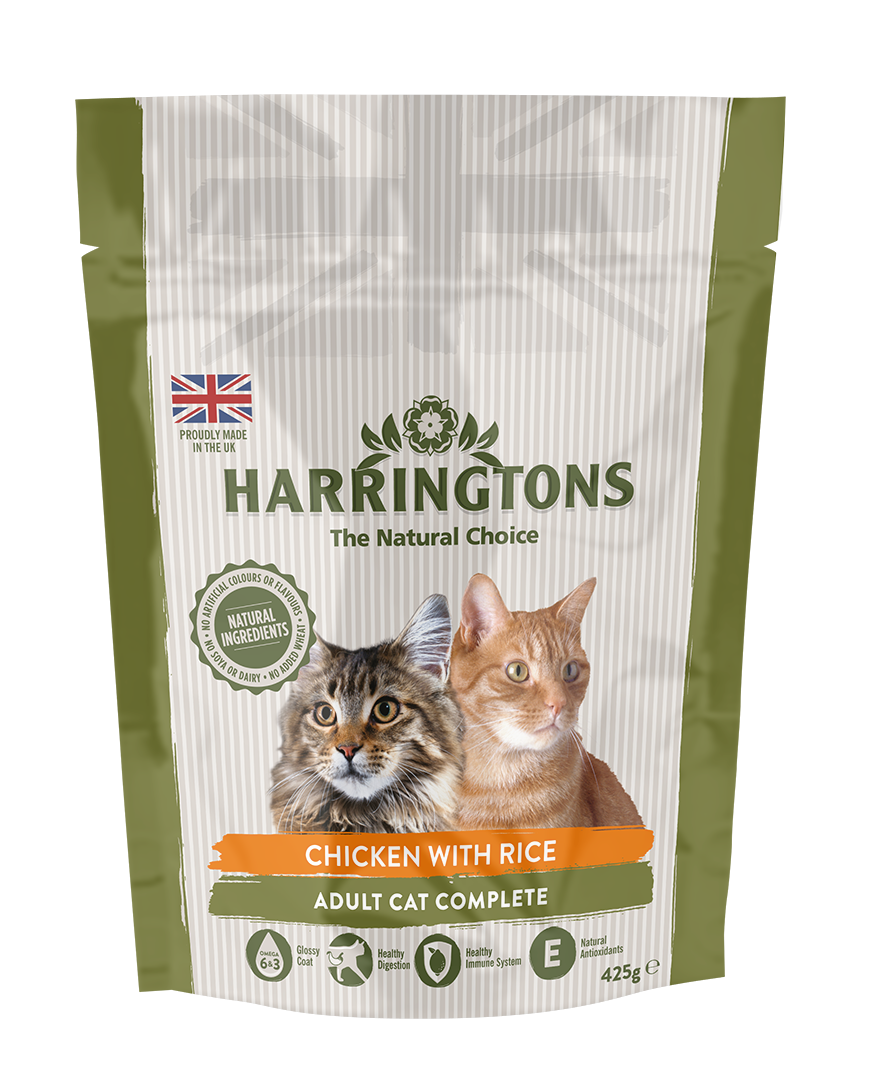 PROUDLY MADE
IN THE UK
HARRINGTONS
The Natural Choice
• NO ARTIFICIAL COLOURS OR FLAVOURS •
NO ADDED WHEAT •
NO SOYA OR DAIRY •
NATURAL
INGREDIENTS
CHICKEN WITH RICE
ADULT CAT COMPLETE
OMEGA
6&3
Glossy
Coat
Healthy
Digestion
Healthy
Immune System
E
Natural
Antioxidants
425g ℮